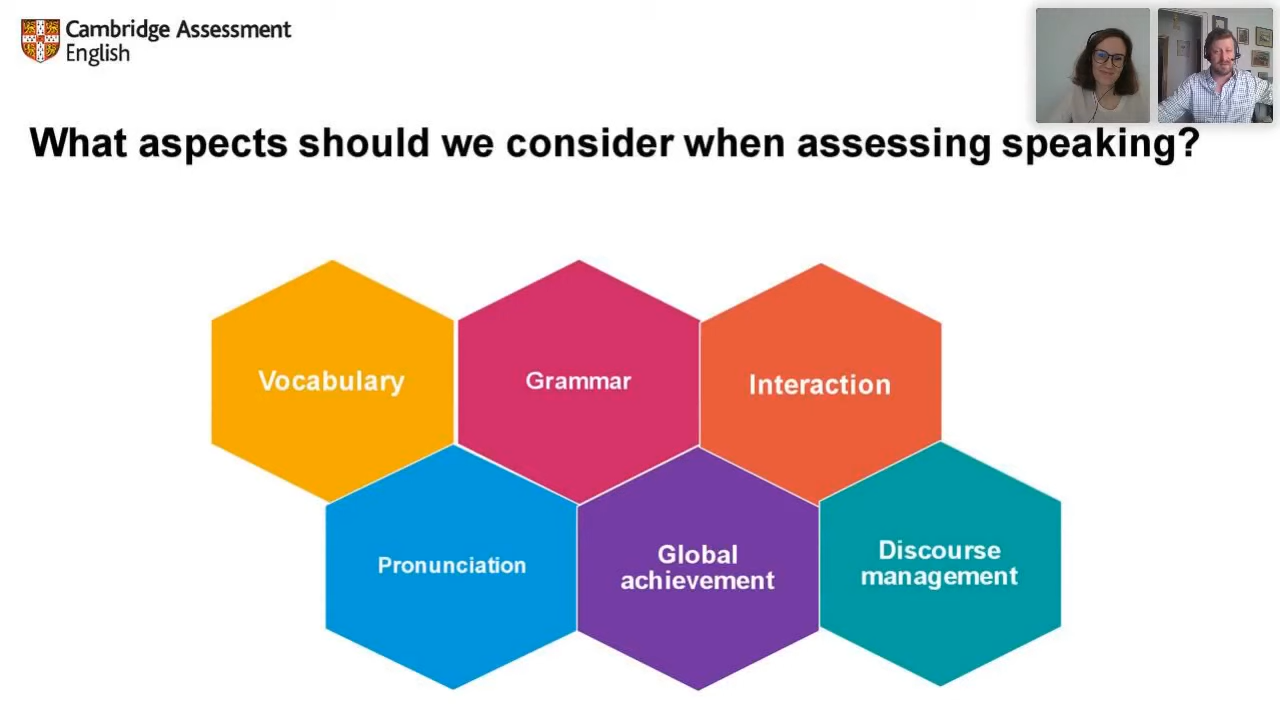 Cambridge Assessment
English
What aspects should we consider when assessing speaking?
Vocabulary
Grammar
Interaction
Pronunciation
Global
achievement
Discourse
management